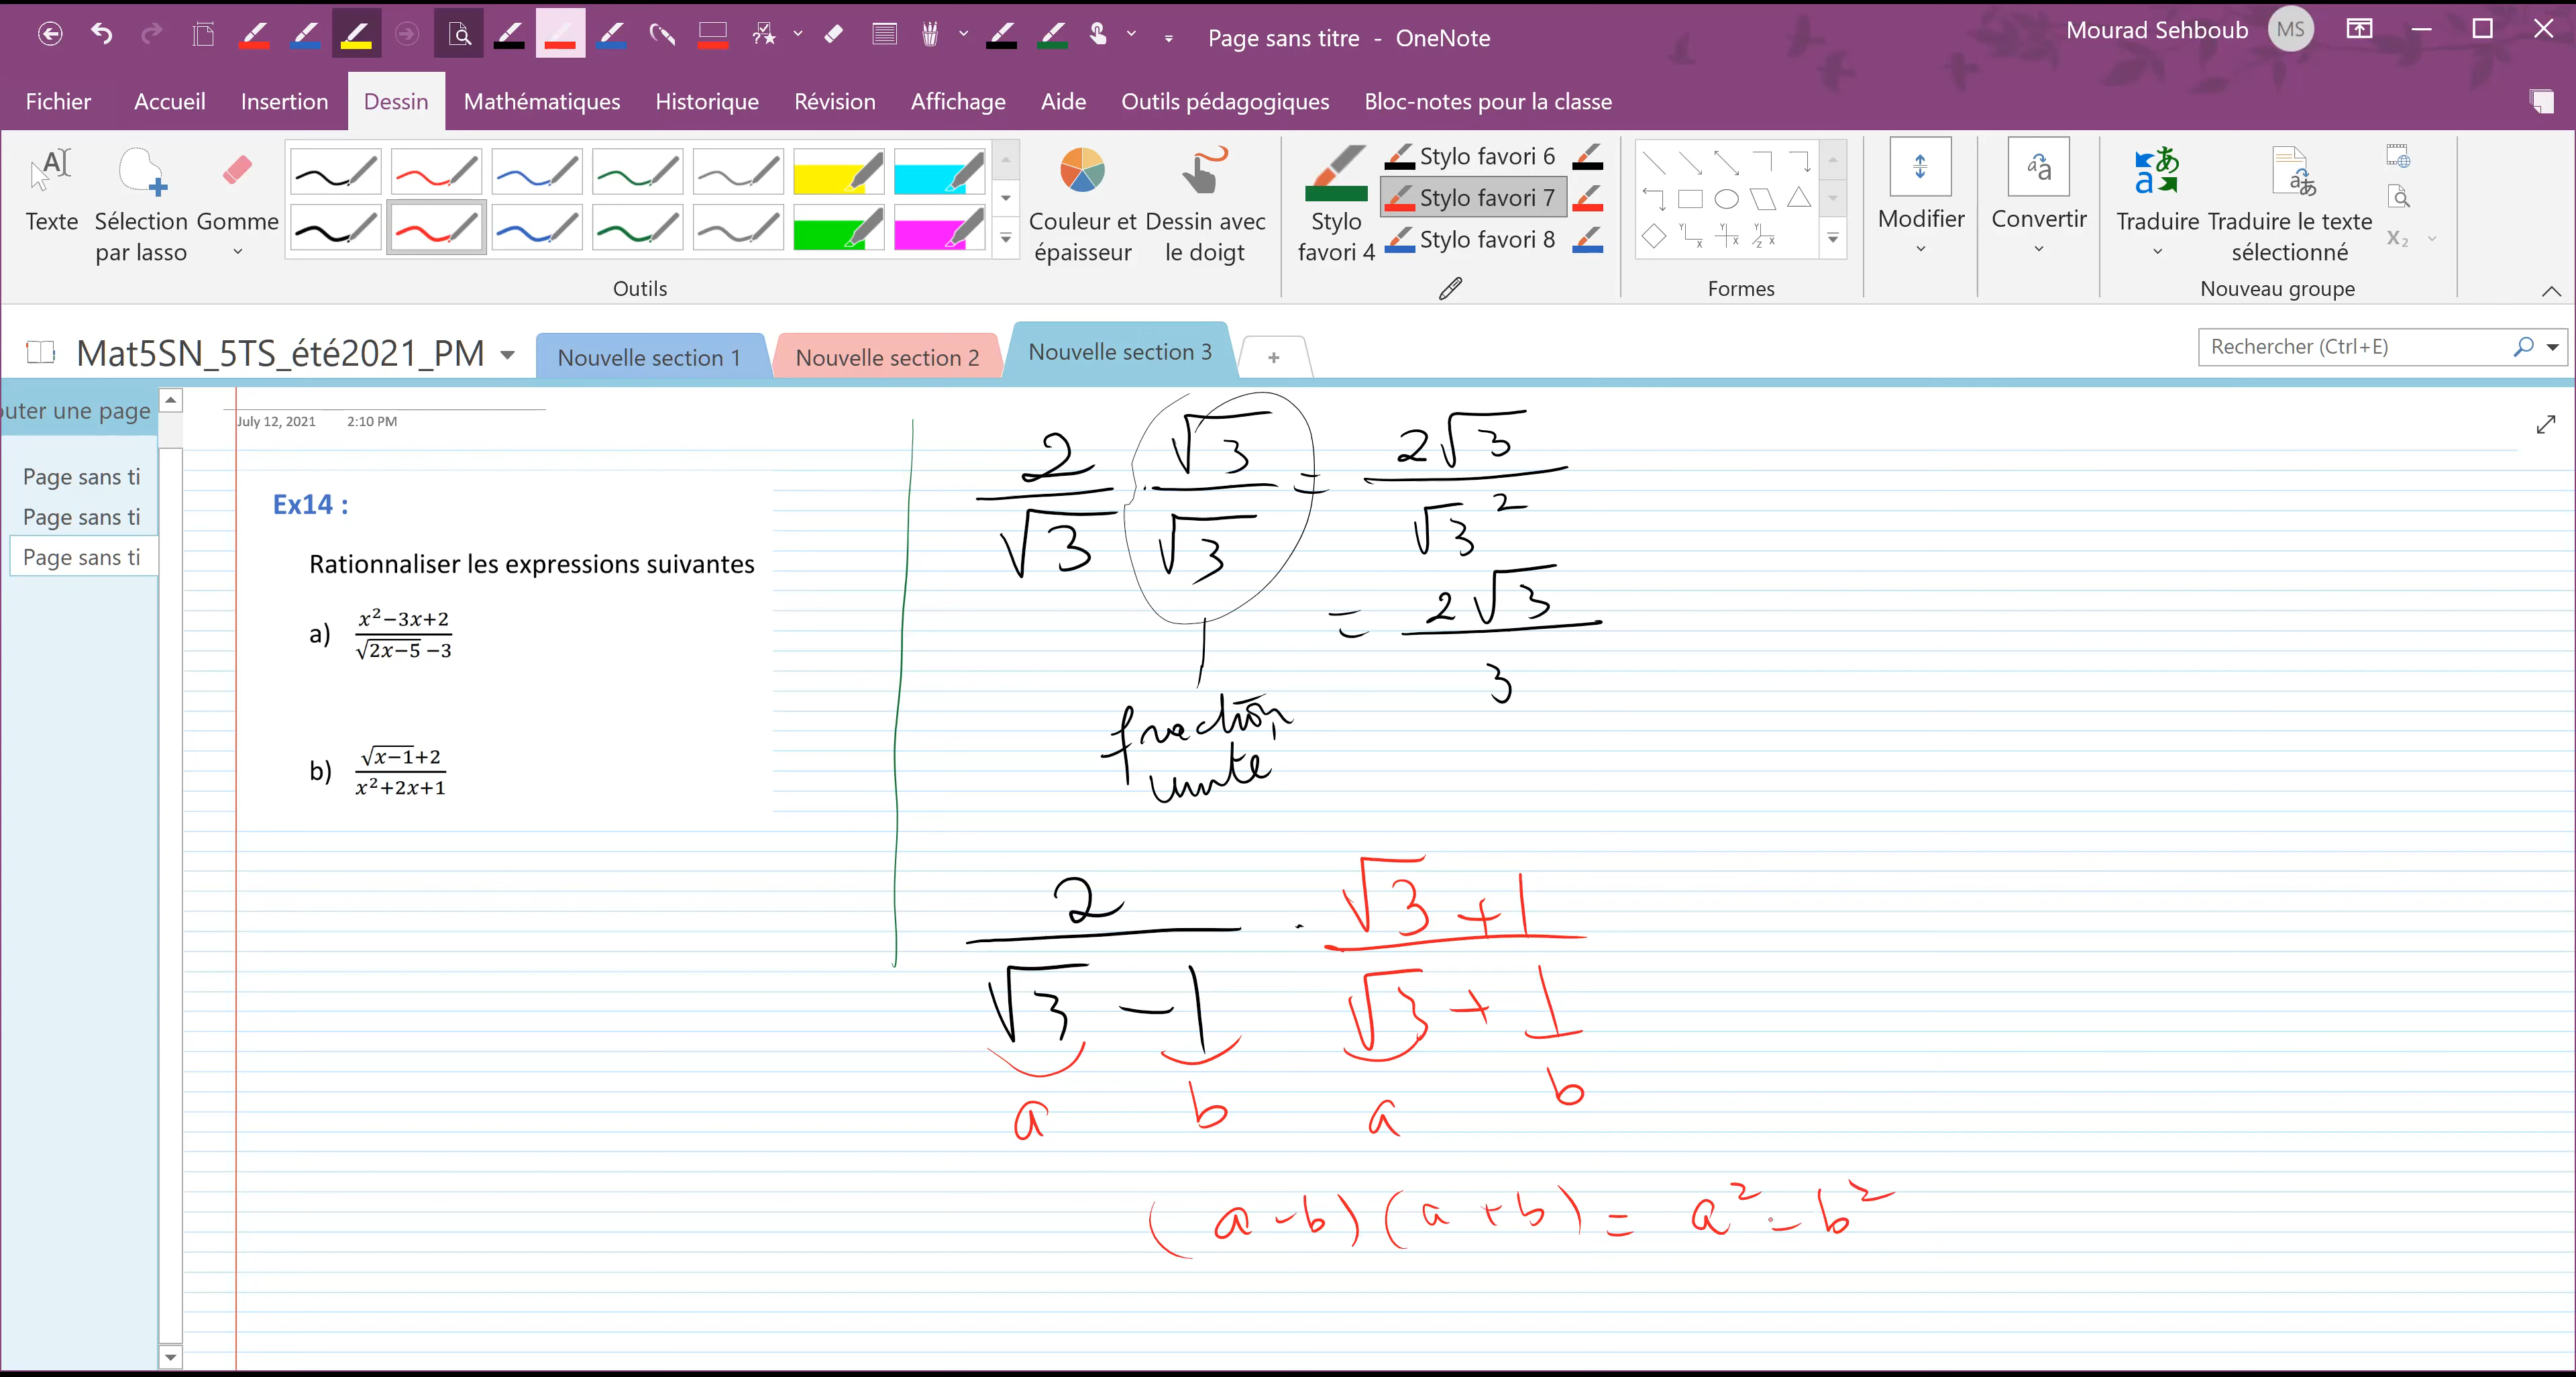 Page sans titre - OneNote
Mourad Sehboub MS
Fichier Accueil Insertion Dessin Mathématiques Historique Révision Affichage Aide Outils pédagogiques Bloc-notes pour la classe
Texte
Sélection par lasso
Gomme
Couleur et épaisseur
Dessin avec le doigt
Stylo favori 4
Stylo favori 6
Stylo favori 7
Stylo favori 8
Modifier
Convertir
Traduire
Traduire le texte sélectionné
Outils
Formes
Nouveau groupe
Mat5SN_5TS_été2021_PM
Nouvelle section 1
Nouvelle section 2
Nouvelle section 3
+
Rechercher (Ctrl+E)
outer une page
Page sans ti
Page sans ti
Page sans ti
July 12, 2021 2:10 PM
Ex14 :
Rationnaliser les expressions suivantes
a) (x²−3x+2)/(√(2x−5) −3)
b) (√(x−1)+2)/(x²+2x+1)
2/√3 · √3/√3 = 2√3/√3²
= 2√3/3
fraction
unité
2/(√3 − 1) · (√3 + 1)/(√3 + 1)
a b a b
(a − b)(a + b) = a² − b²